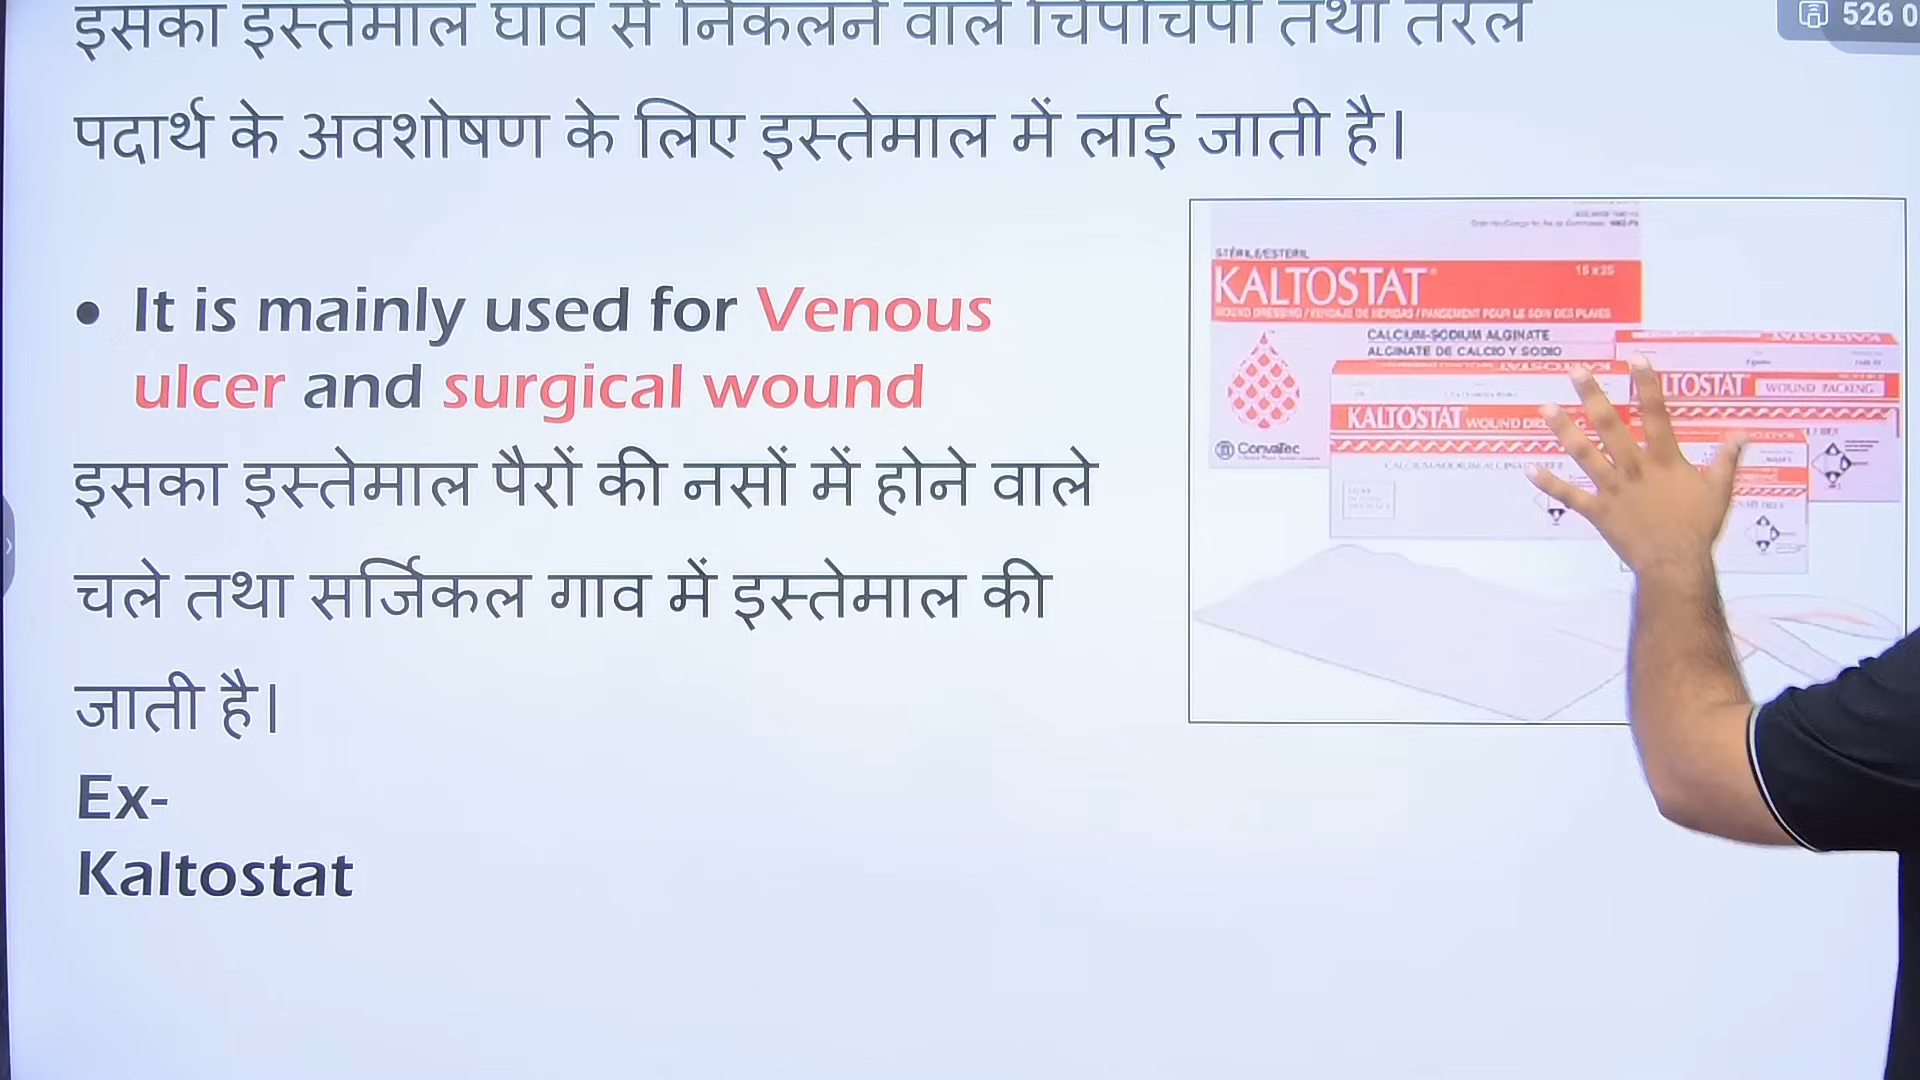 इसका इस्तेमाल घाव से निकलने वाले चिपचिपी तथा तरल
पदार्थ के अवशोषण के लिए इस्तेमाल में लाई जाती है।
• It is mainly used for Venous
ulcer and surgical wound
इसका इस्तेमाल पैरों की नसों में होने वाले
चले तथा सर्जिकल गाव में इस्तेमाल की
जाती है।
Ex-
Kaltostat
526 0
STÉRILE/ESTERIL
KALTOSTAT
15 x 25
CALCIUM-SODIUM ALGINATE
ALGINATE DE CALCIO Y SODIO
ConvaTec
KALTOSTAT WOUND
LTOSTAT WOUND PACKING